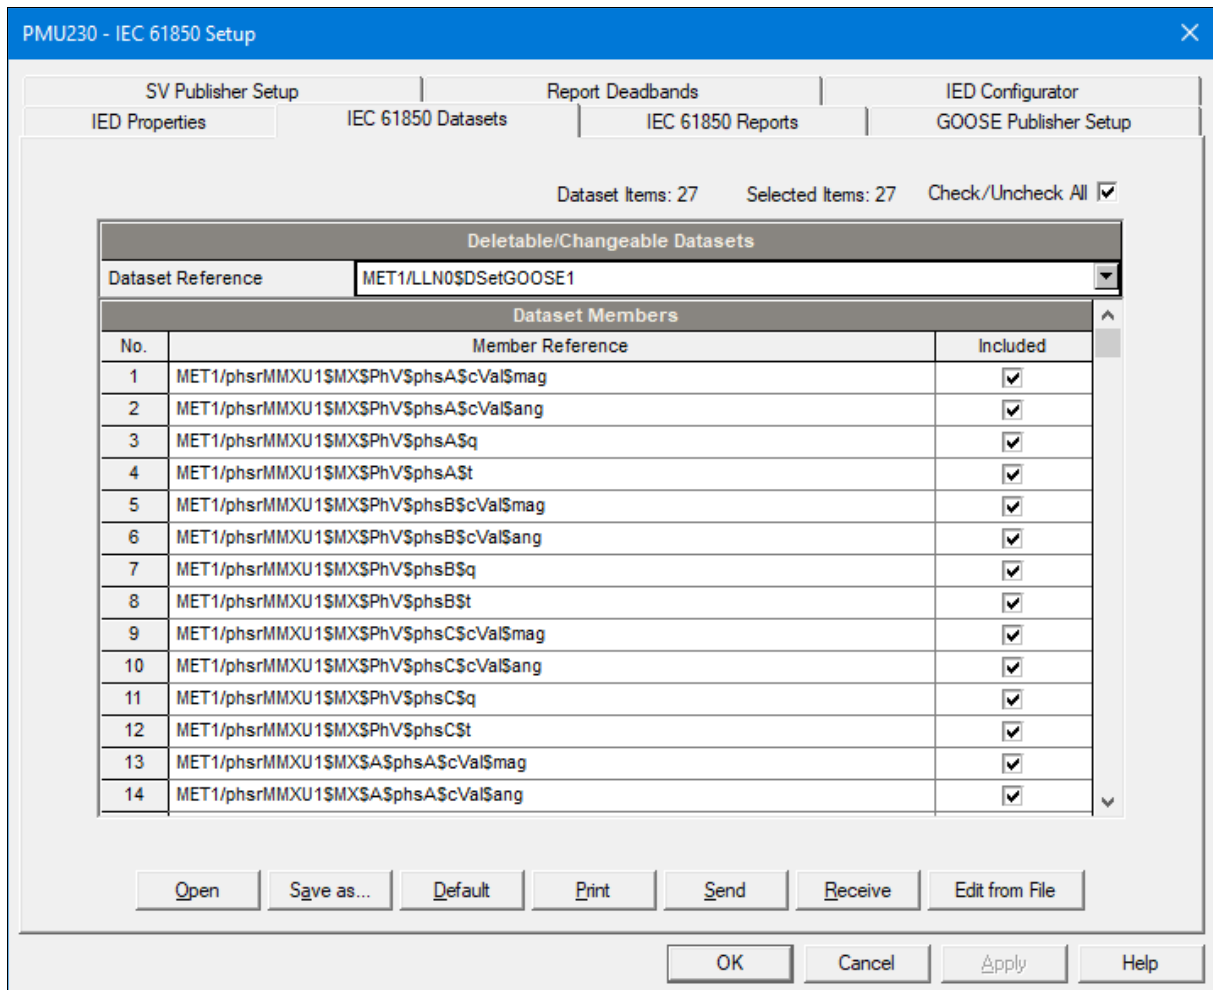 PMU230 - IEC 61850 Setup
SV Publisher Setup Report Deadbands IED Configurator
IED Properties IEC 61850 Datasets IEC 61850 Reports GOOSE Publisher Setup
Dataset Items: 27 Selected Items: 27 Check/Uncheck All
Deletable/Changeable Datasets
Dataset Reference MET1/LLN0$DSetGOOSE1
Dataset Members
No. Member Reference Included
1 MET1/phsrMMXU1$MX$PhV$phsA$cVal$mag
2 MET1/phsrMMXU1$MX$PhV$phsA$cVal$ang
3 MET1/phsrMMXU1$MX$PhV$phsA$q
4 MET1/phsrMMXU1$MX$PhV$phsA$t
5 MET1/phsrMMXU1$MX$PhV$phsB$cVal$mag
6 MET1/phsrMMXU1$MX$PhV$phsB$cVal$ang
7 MET1/phsrMMXU1$MX$PhV$phsB$q
8 MET1/phsrMMXU1$MX$PhV$phsB$t
9 MET1/phsrMMXU1$MX$PhV$phsC$cVal$mag
10 MET1/phsrMMXU1$MX$PhV$phsC$cVal$ang
11 MET1/phsrMMXU1$MX$PhV$phsC$q
12 MET1/phsrMMXU1$MX$PhV$phsC$t
13 MET1/phsrMMXU1$MX$A$phsA$cVal$mag
14 MET1/phsrMMXU1$MX$A$phsA$cVal$ang
Open Save as... Default Print Send Receive Edit from File
OK Cancel Apply Help